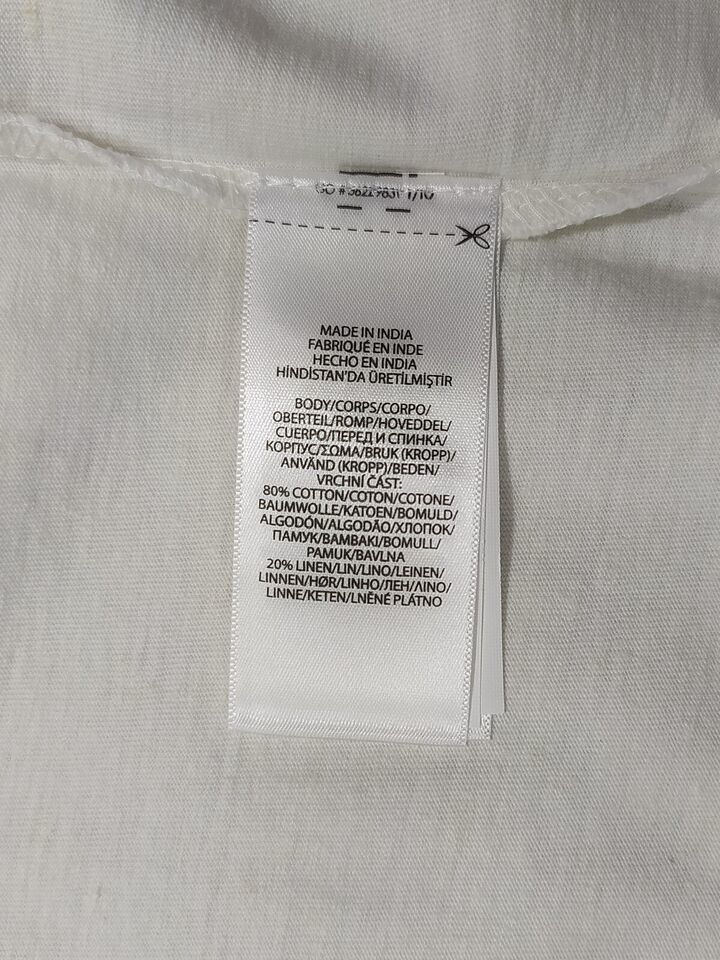 MADE IN INDIA
FABRIQUÉ EN INDE
HECHO EN INDIA
HİNDİSTAN'DA ÜRETİLMİŞTİR
BODY/CORPS/CORPO/
OBERTEIL/ROMP/HOVEDDEL/
CUERPO/ПЕРЕД И СПИНКА/
КОРПУС/ΣΩΜΑ/BRUK (KROPP)/
ANVÄND (KROPP)/BEDEN/
VRCHNÍ ČÁST:
80% COTTON/COTON/COTONE/
BAUMWOLLE/KATOEN/BOMULD/
ALGODÓN/ALGODÃO/ХЛОПОК/
ПАМУК/ΒΑΜΒΑΚΙ/BOMULL/
PAMUK/BAVLNA
20% LINEN/LIN/LINO/LEINEN/
LINNEN/HØR/LINHO/ЛЕН/ΛΙΝΟ/
LINNE/KETEN/LNĚNÉ PLÁTNO